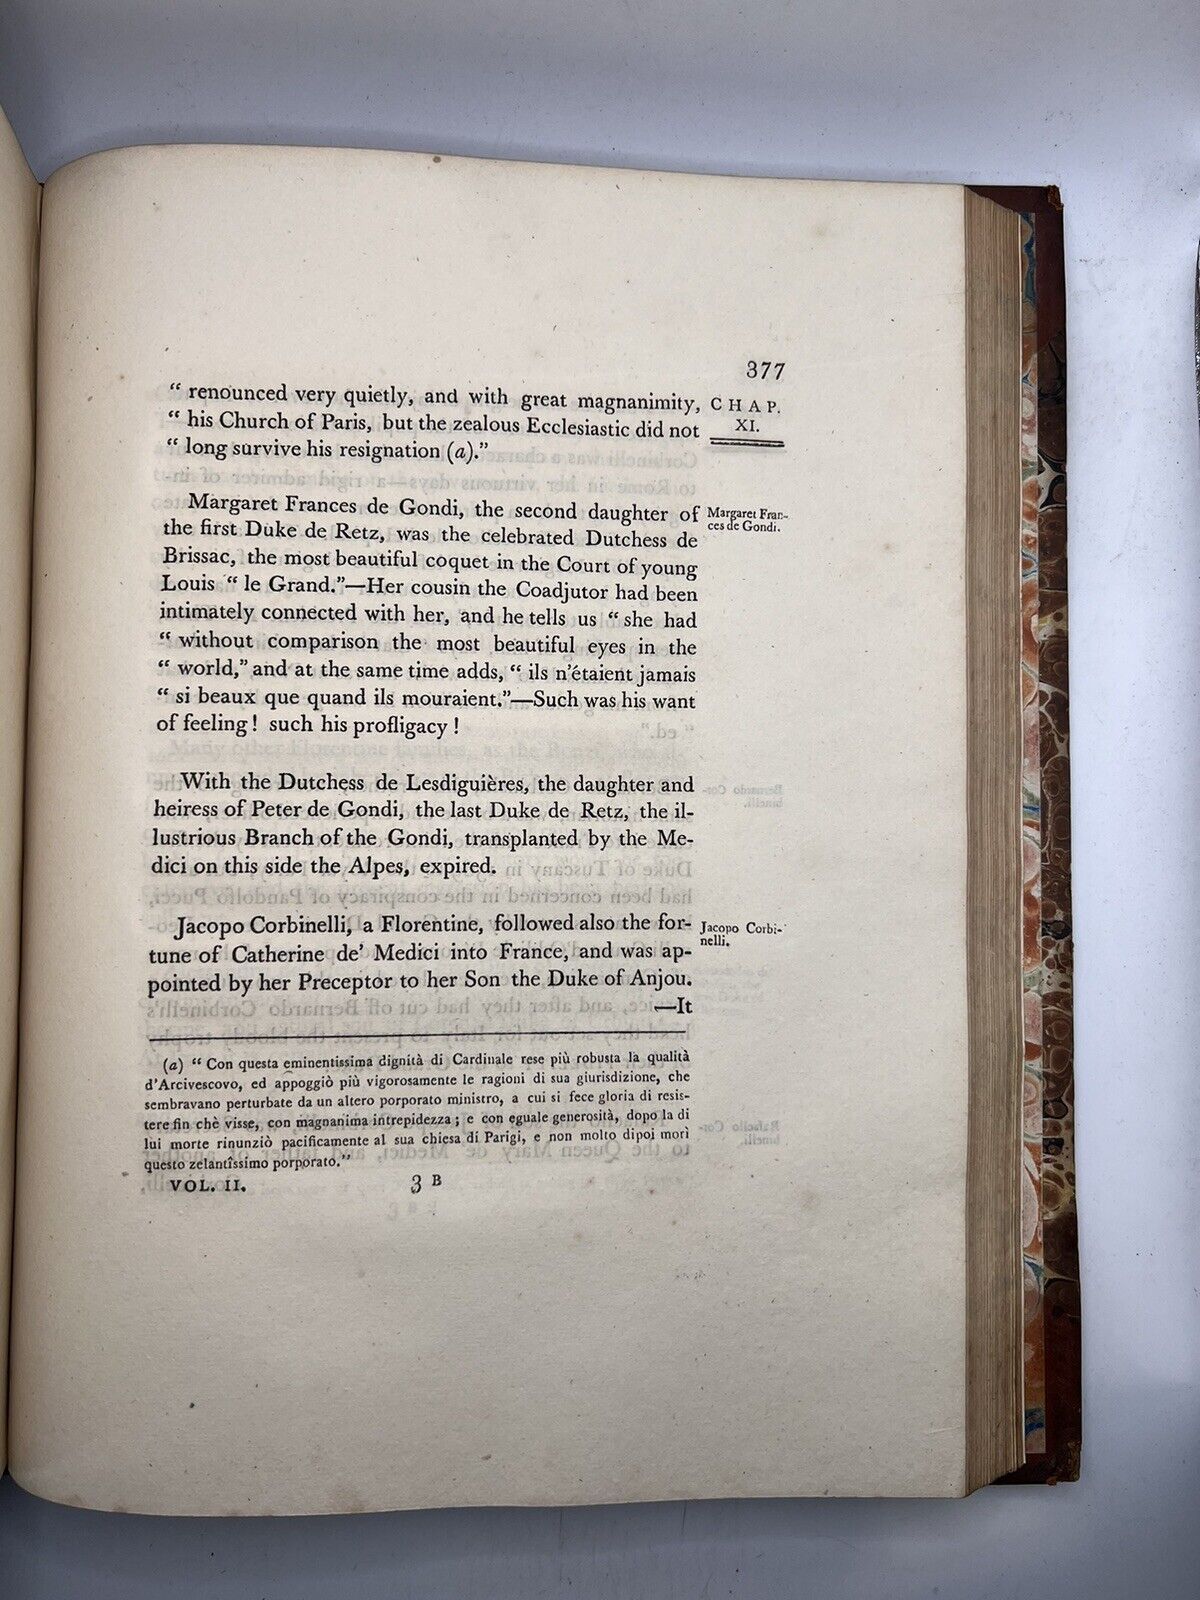 377
CHAP.
XI.
“ renounced very quietly, and with great magnanimity,
“ his Church of Paris, but the zealous Ecclesiastic did not
“ long survive his resignation (a).”
Margaret Frances de Gondi, the second daughter of
Margaret Fran-
ces de Gondi.
the first Duke de Retz, was the celebrated Dutchess de
Brissac, the most beautiful coquet in the Court of young
Louis “ le Grand.”—Her cousin the Coadjutor had been
intimately connected with her, and he tells us “ she had
“ without comparison the most beautiful eyes in the
“ world,” and at the same time adds, “ ils n’étaient jamais
“ si beaux que quand ils mouraient.”—Such was his want
of feeling! such his profligacy!
With the Dutchess de Lesdiguières, the daughter and
heiress of Peter de Gondi, the last Duke de Retz, the il-
lustrious Branch of the Gondi, transplanted by the Me-
dici on this side the Alpes, expired.
Jacopo Corbinelli, a Florentine, followed also the for-
Jacopo Corbi-
nelli.
tune of Catherine de’ Medici into France, and was ap-
pointed by her Preceptor to her Son the Duke of Anjou.
—It
(a) “ Con questa eminentissima dignità di Cardinale rese più robusta la qualità
d’Arcivescovo, ed appoggiò più vigorosamente le ragioni di sua giurisdizione, che
sembravano perturbate da un altero porporato ministro, a cui si fece gloria di resis-
tere fin chè visse, con magnanima intrepidezza; e con eguale generosità, dopo la di
lui morte rinunziò pacificamente al sua chiesa di Parigi, e non molto dipoi morì
questo zelantîssimo porporato.”
VOL. II.
3 B